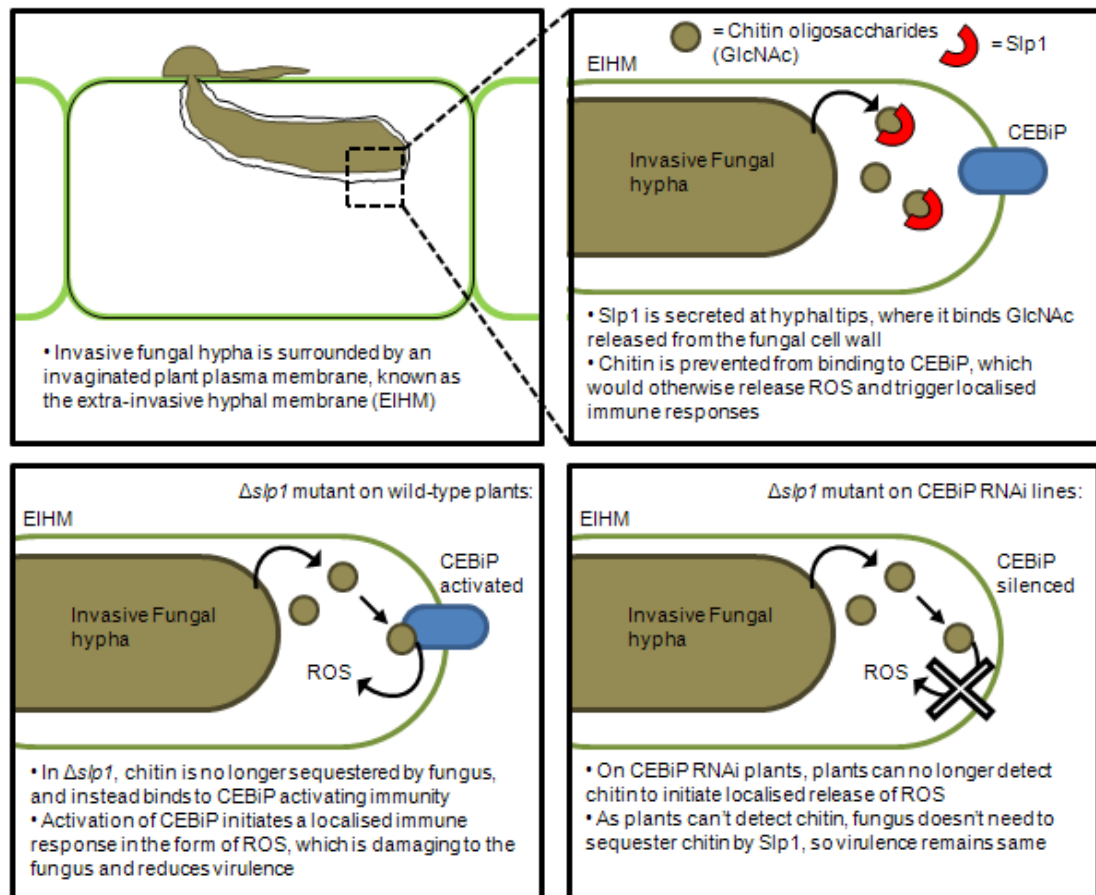 • Invasive fungal hypha is surrounded by an
invaginated plant plasma membrane, known as
the extra-invasive hyphal membrane (EIHM)
= Chitin oligosaccharides
(GlcNAc)
= Slp1
EIHM
CEBiP
Invasive Fungal
hypha
• Slp1 is secreted at hyphal tips, where it binds GlcNAc
released from the fungal cell wall
• Chitin is prevented from binding to CEBiP, which
would otherwise release ROS and trigger localised
immune responses
Δslp1 mutant on wild-type plants:
EIHM
CEBiP
activated
Invasive Fungal
hypha
ROS
• In Δslp1, chitin is no longer sequestered by fungus,
and instead binds to CEBiP activating immunity
• Activation of CEBiP initiates a localised immune
response in the form of ROS, which is damaging to the
fungus and reduces virulence
Δslp1 mutant on CEBiP RNAi lines:
EIHM
CEBiP
silenced
Invasive Fungal
hypha
ROS
• On CEBiP RNAi plants, plants can no longer detect
chitin to initiate localised release of ROS
• As plants can't detect chitin, fungus doesn't need to
sequester chitin by Slp1, so virulence remains same